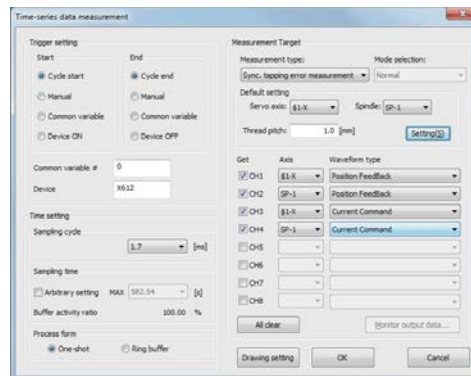 Time-series data measurement
Trigger setting
Start
End
Cycle start
Cycle end
Manual
Manual
Common variable
Common variable
Device ON
Device OFF
Common variable #
0
Device
X612
Time setting
Sampling cycle
1.7 [ms]
Sampling time
Arbitrary setting MAX 582.54 [s]
Buffer activity ratio 100.00 %
Process form
One-shot
Ring buffer
Measurement Target
Measurement type:
Mode selection:
Sync. tapping error measurement
Normal
Default setting
Servo axis: $1-X
Spindle: SP-1
Thread pitch: 1.0 [mm]
Setting(S)
Get Axis Waveform type
CH1 $1-X Position FeedBack
CH2 SP-1 Position FeedBack
CH3 $1-X Current Command
CH4 SP-1 Current Command
CH5
CH6
CH7
CH8
All clear
Monitor output data...
Drawing setting
OK
Cancel